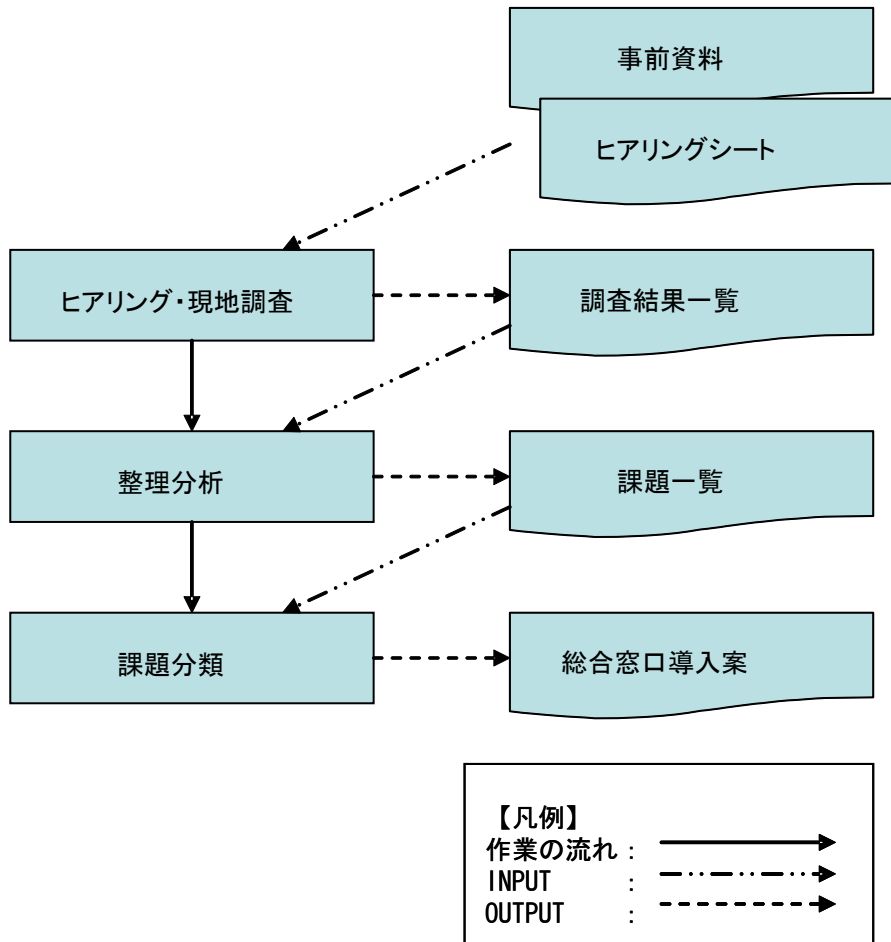 事前資料
ヒアリングシート
ヒアリング・現地調査
調査結果一覧
整理分析
課題一覧
課題分類
総合窓口導入案
【凡例】
作業の流れ：
INPUT ：
OUTPUT ：